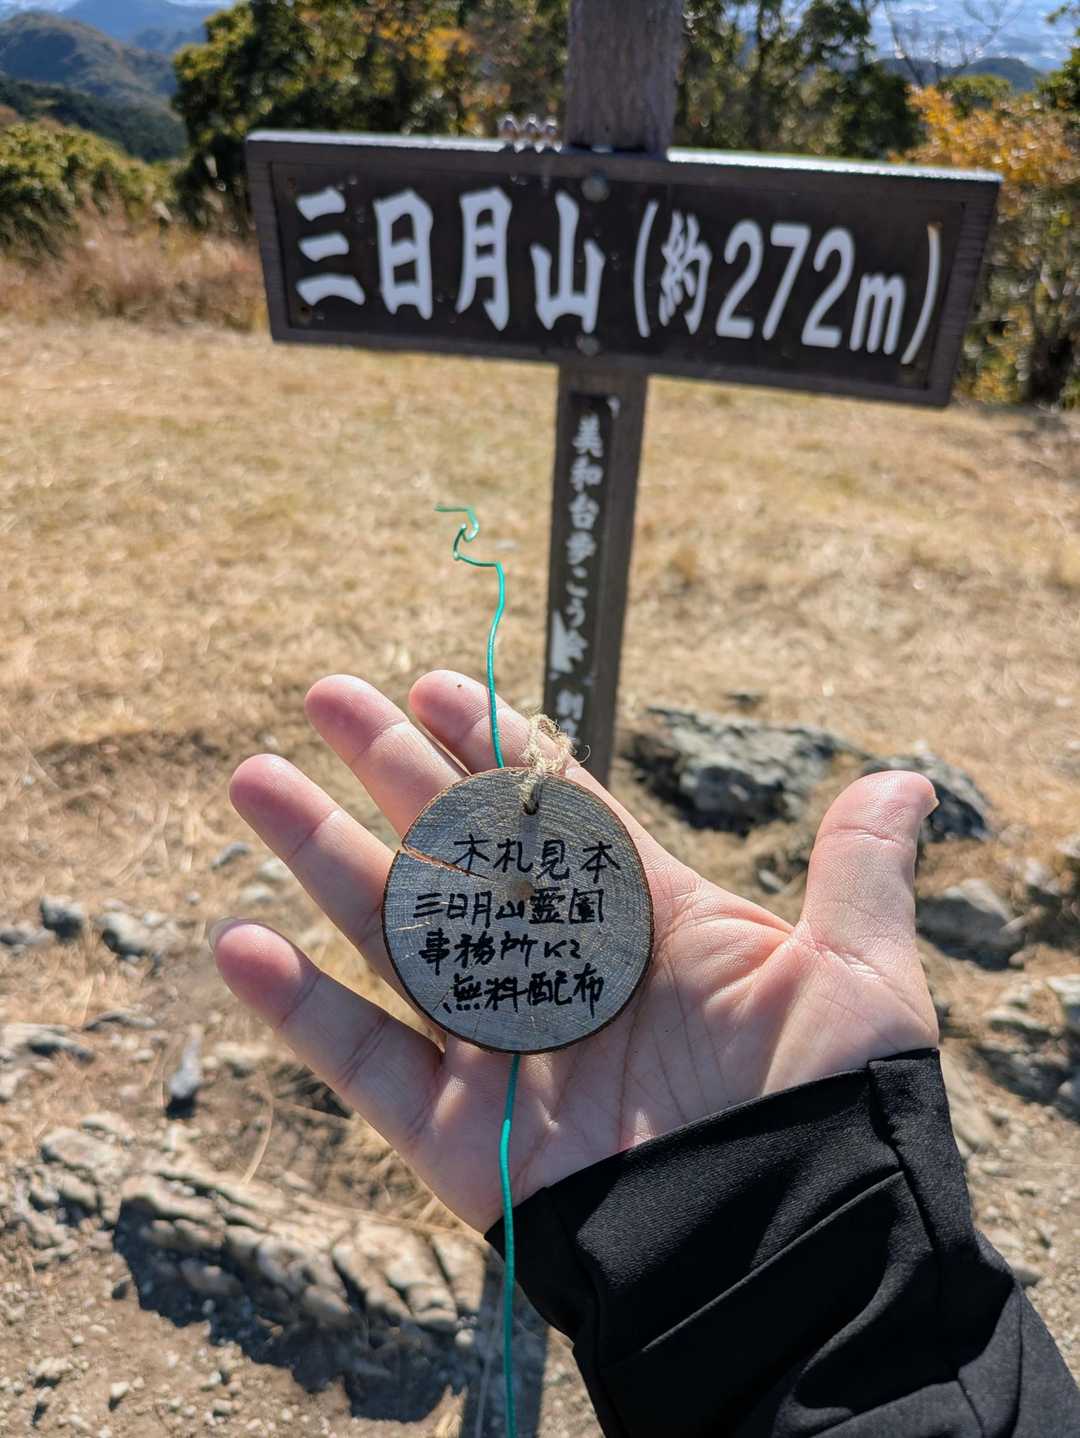 三日月山(約272m)
美和台歩こう会
木札見本
三日月山霊園
事務所にて
無料配布